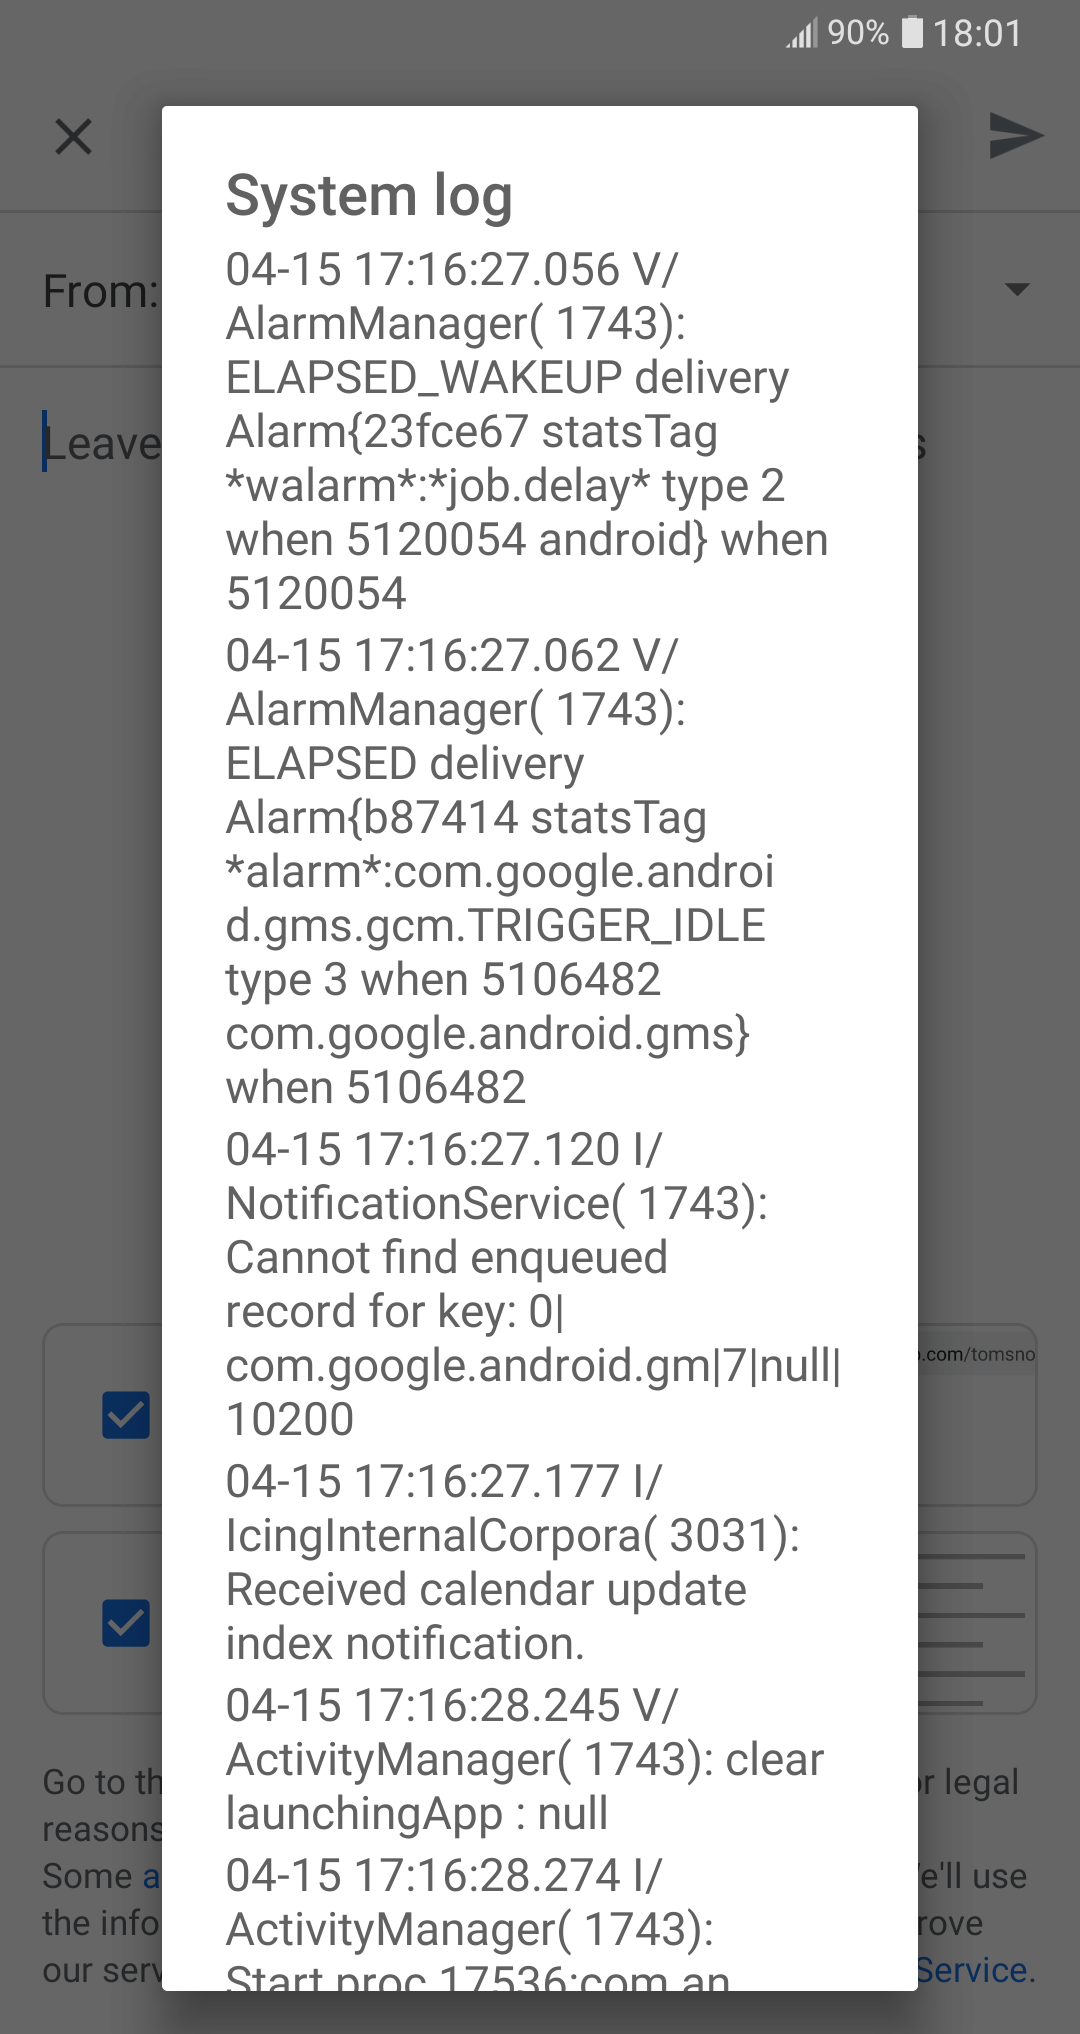 90% 18:01
From:
Leave
System log
04-15 17:16:27.056 V/
AlarmManager( 1743):
ELAPSED_WAKEUP delivery
Alarm{23fce67 statsTag
*walarm*:*job.delay* type 2
when 5120054 android} when
5120054
04-15 17:16:27.062 V/
AlarmManager( 1743):
ELAPSED delivery
Alarm{b87414 statsTag
*alarm*:com.google.androi
d.gms.gcm.TRIGGER_IDLE
type 3 when 5106482
com.google.android.gms}
when 5106482
04-15 17:16:27.120 I/
NotificationService( 1743):
Cannot find enqueued
record for key: 0|
com.google.android.gm|7|null|
10200
04-15 17:16:27.177 I/
IcingInternalCorpora( 3031):
Received calendar update
index notification.
04-15 17:16:28.245 V/
ActivityManager( 1743): clear
launchingApp : null
04-15 17:16:28.274 I/
ActivityManager( 1743):
Start proc 17536:com.an
.com/tomsno
Go to th
r legal
reasons
Some a
e'll use
the info
rove
our serv
Service.